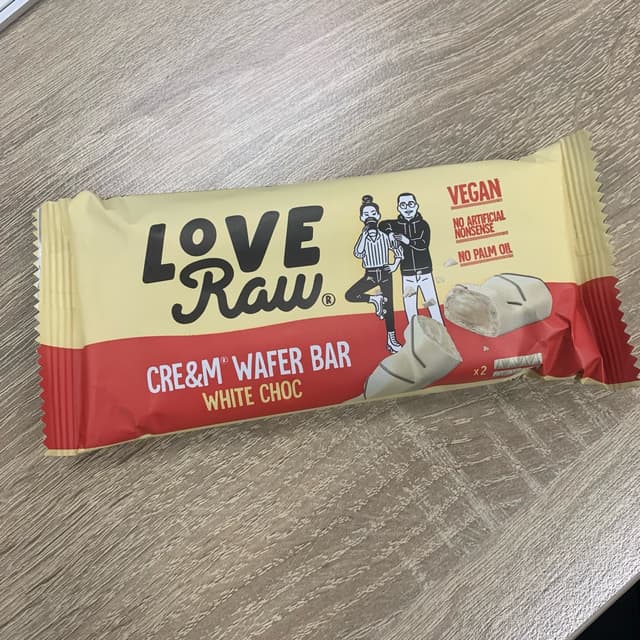 LOVE
Raw®
CRE&M® WAFER BAR
WHITE CHOC
VEGAN
NO ARTIFICIAL
NONSENSE
NO PALM OIL
x2